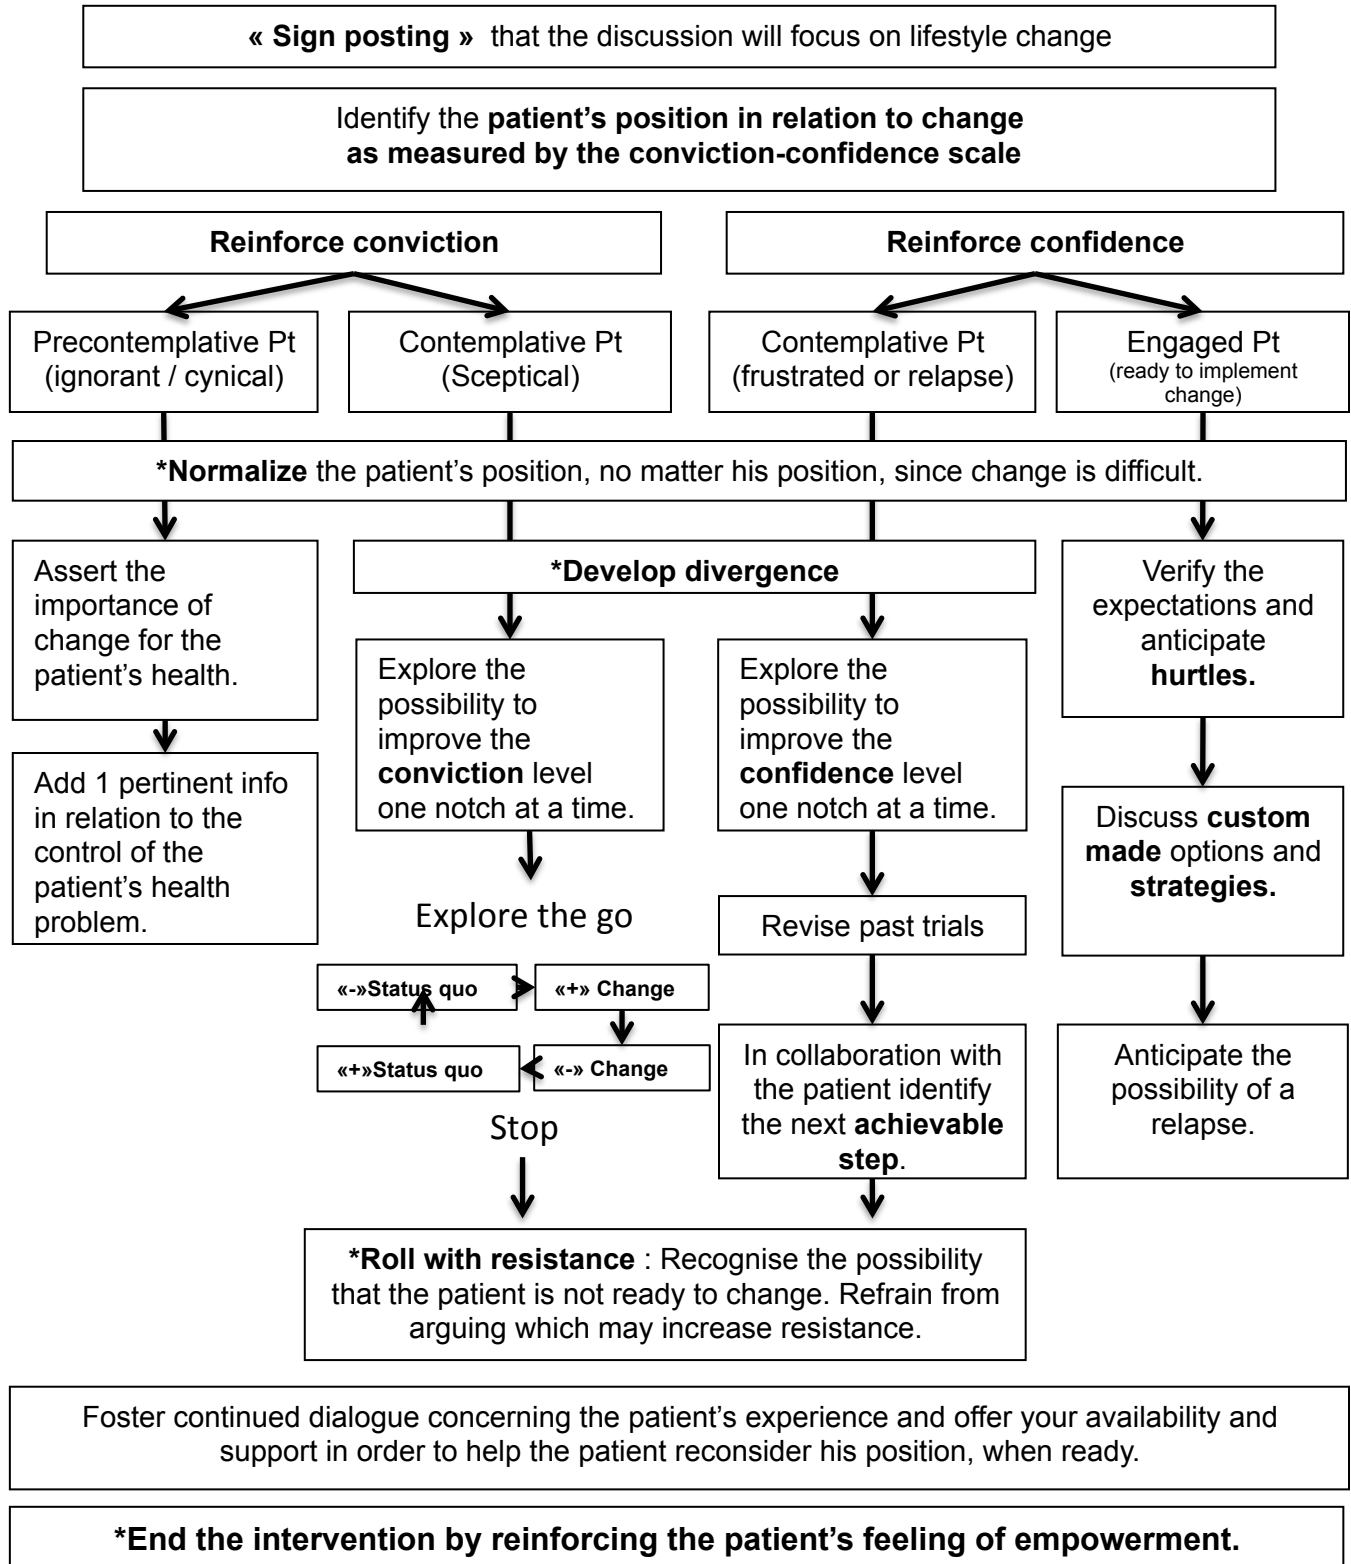 « Sign posting » that the discussion will focus on lifestyle change
Identify the patient's position in relation to change
as measured by the conviction-confidence scale
Reinforce conviction
Reinforce confidence
Precontemplative Pt
(ignorant / cynical)
Contemplative Pt
(Sceptical)
Contemplative Pt
(frustrated or relapse)
Engaged Pt
(ready to implement
change)
*Normalize the patient's position, no matter his position, since change is difficult.
Assert the
importance of
change for the
patient's health.
Add 1 pertinent info
in relation to the
control of the
patient's health
problem.
*Develop divergence
Explore the
possibility to
improve the
conviction level
one notch at a time.
Explore the go
«-»Status quo
«+» Change
«+»Status quo
«-» Change
Stop
Explore the
possibility to
improve the
confidence level
one notch at a time.
Revise past trials
In collaboration with
the patient identify
the next achievable
step.
Verify the
expectations and
anticipate
hurtles.
Discuss custom
made options and
strategies.
Anticipate the
possibility of a
relapse.
*Roll with resistance : Recognise the possibility
that the patient is not ready to change. Refrain from
arguing which may increase resistance.
Foster continued dialogue concerning the patient's experience and offer your availability and
support in order to help the patient reconsider his position, when ready.
*End the intervention by reinforcing the patient's feeling of empowerment.